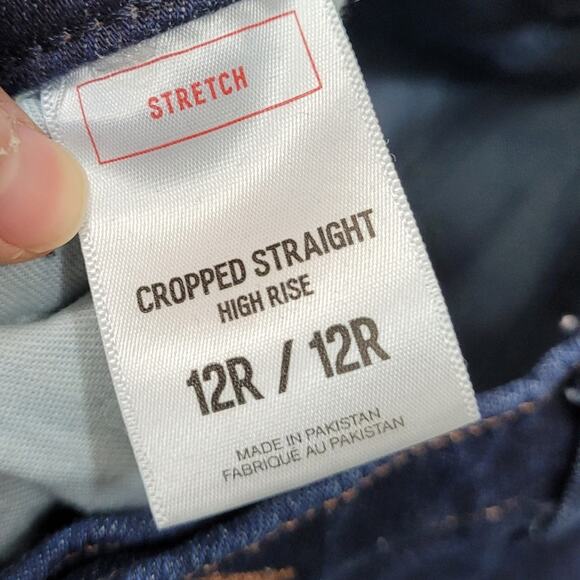 STRETCH
CROPPED STRAIGHT
HIGH RISE
12R / 12R
MADE IN PAKISTAN
FABRIQUE AU PAKISTAN